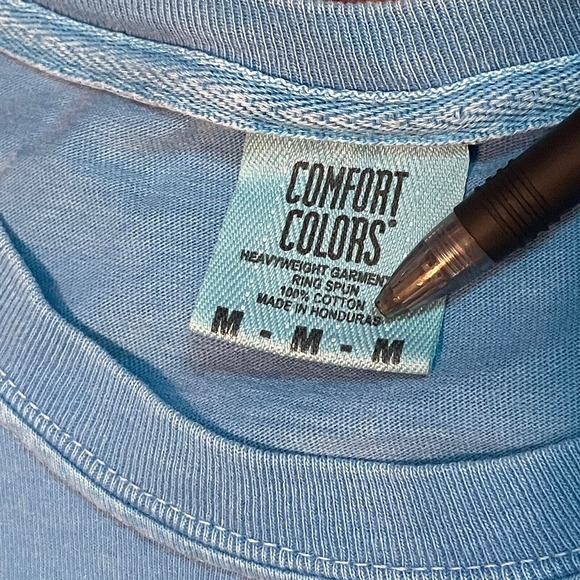 COMFORT
COLORS
HEAVYWEIGHT GARMENT
RING SPUN
100% COTTON
MADE IN HONDURAS
M - M - M